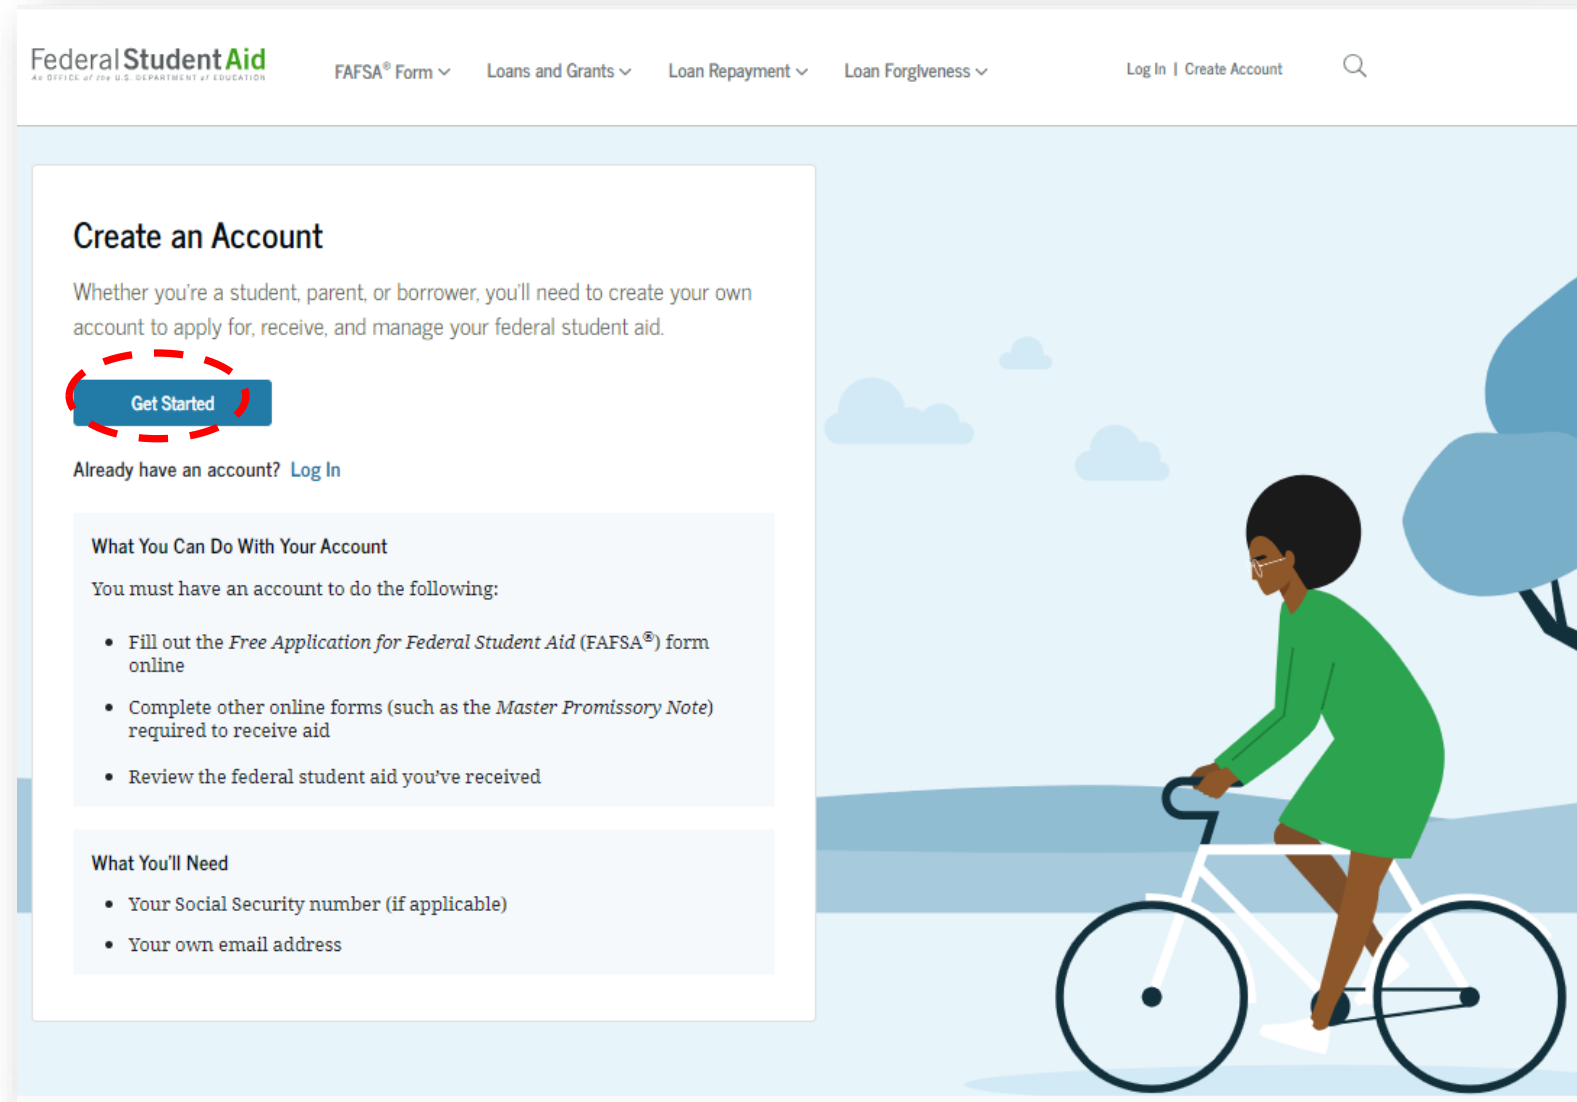 Federal Student Aid
An OFFICE of the U.S. DEPARTMENT of EDUCATION
FAFSA® Form
Loans and Grants
Loan Repayment
Loan Forgiveness
Log In | Create Account
Create an Account
Whether you're a student, parent, or borrower, you'll need to create your own
account to apply for, receive, and manage your federal student aid.
Get Started
Already have an account? Log In
What You Can Do With Your Account
You must have an account to do the following:
• Fill out the Free Application for Federal Student Aid (FAFSA®) form
online
• Complete other online forms (such as the Master Promissory Note)
required to receive aid
• Review the federal student aid you've received
What You'll Need
• Your Social Security number (if applicable)
• Your own email address